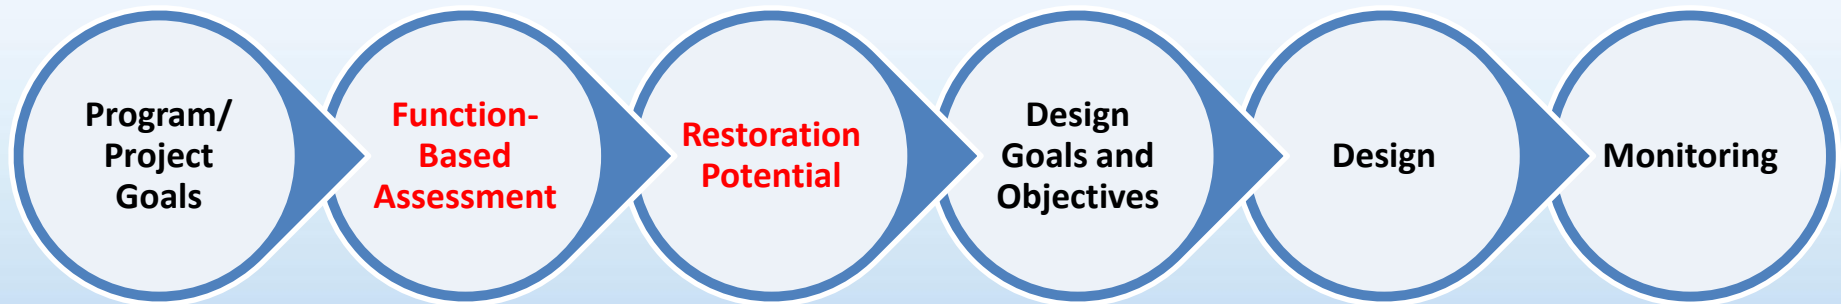 Program/
Project
Goals
Function-
Based
Assessment
Restoration
Potential
Design
Goals and
Objectives
Design
Monitoring